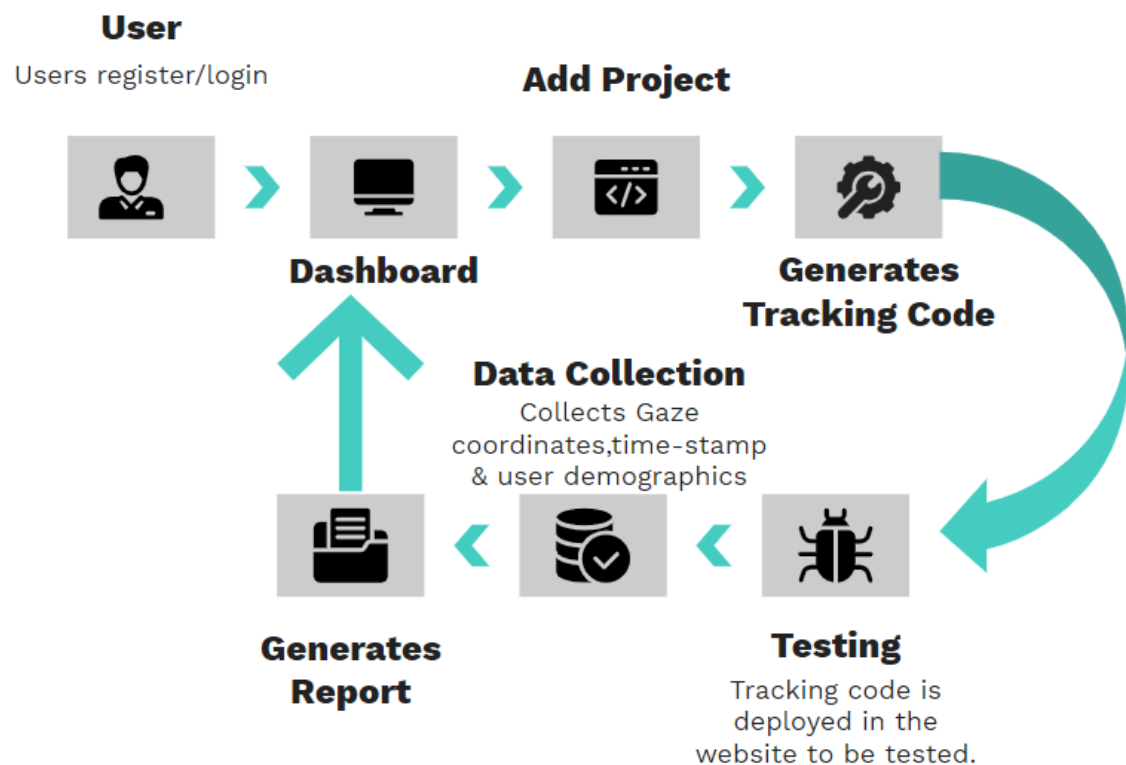 User
Users register/login
Add Project
Dashboard
Generates
Tracking Code
Data Collection
Collects Gaze
coordinates,time-stamp
& user demographics
Generates
Report
Testing
Tracking code is
deployed in the
website to be tested.